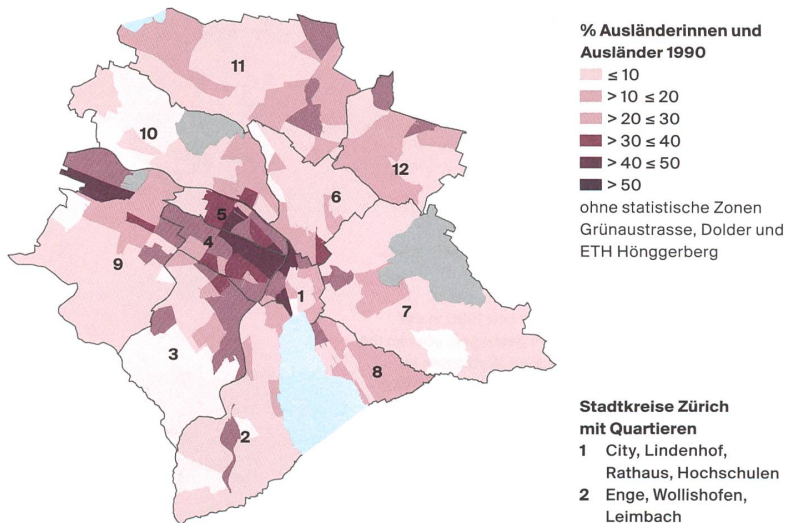 11
10
12
6
5
4
9
1
7
3
8
2
% Ausländerinnen und
Ausländer 1990
≤ 10
> 10 ≤ 20
> 20 ≤ 30
> 30 ≤ 40
> 40 ≤ 50
> 50
ohne statistische Zonen
Grünaustrasse, Dolder und
ETH Hönggerberg
Stadtkreise Zürich
mit Quartieren
1 City, Lindenhof,
Rathaus, Hochschulen
2 Enge, Wollishofen,
Leimbach